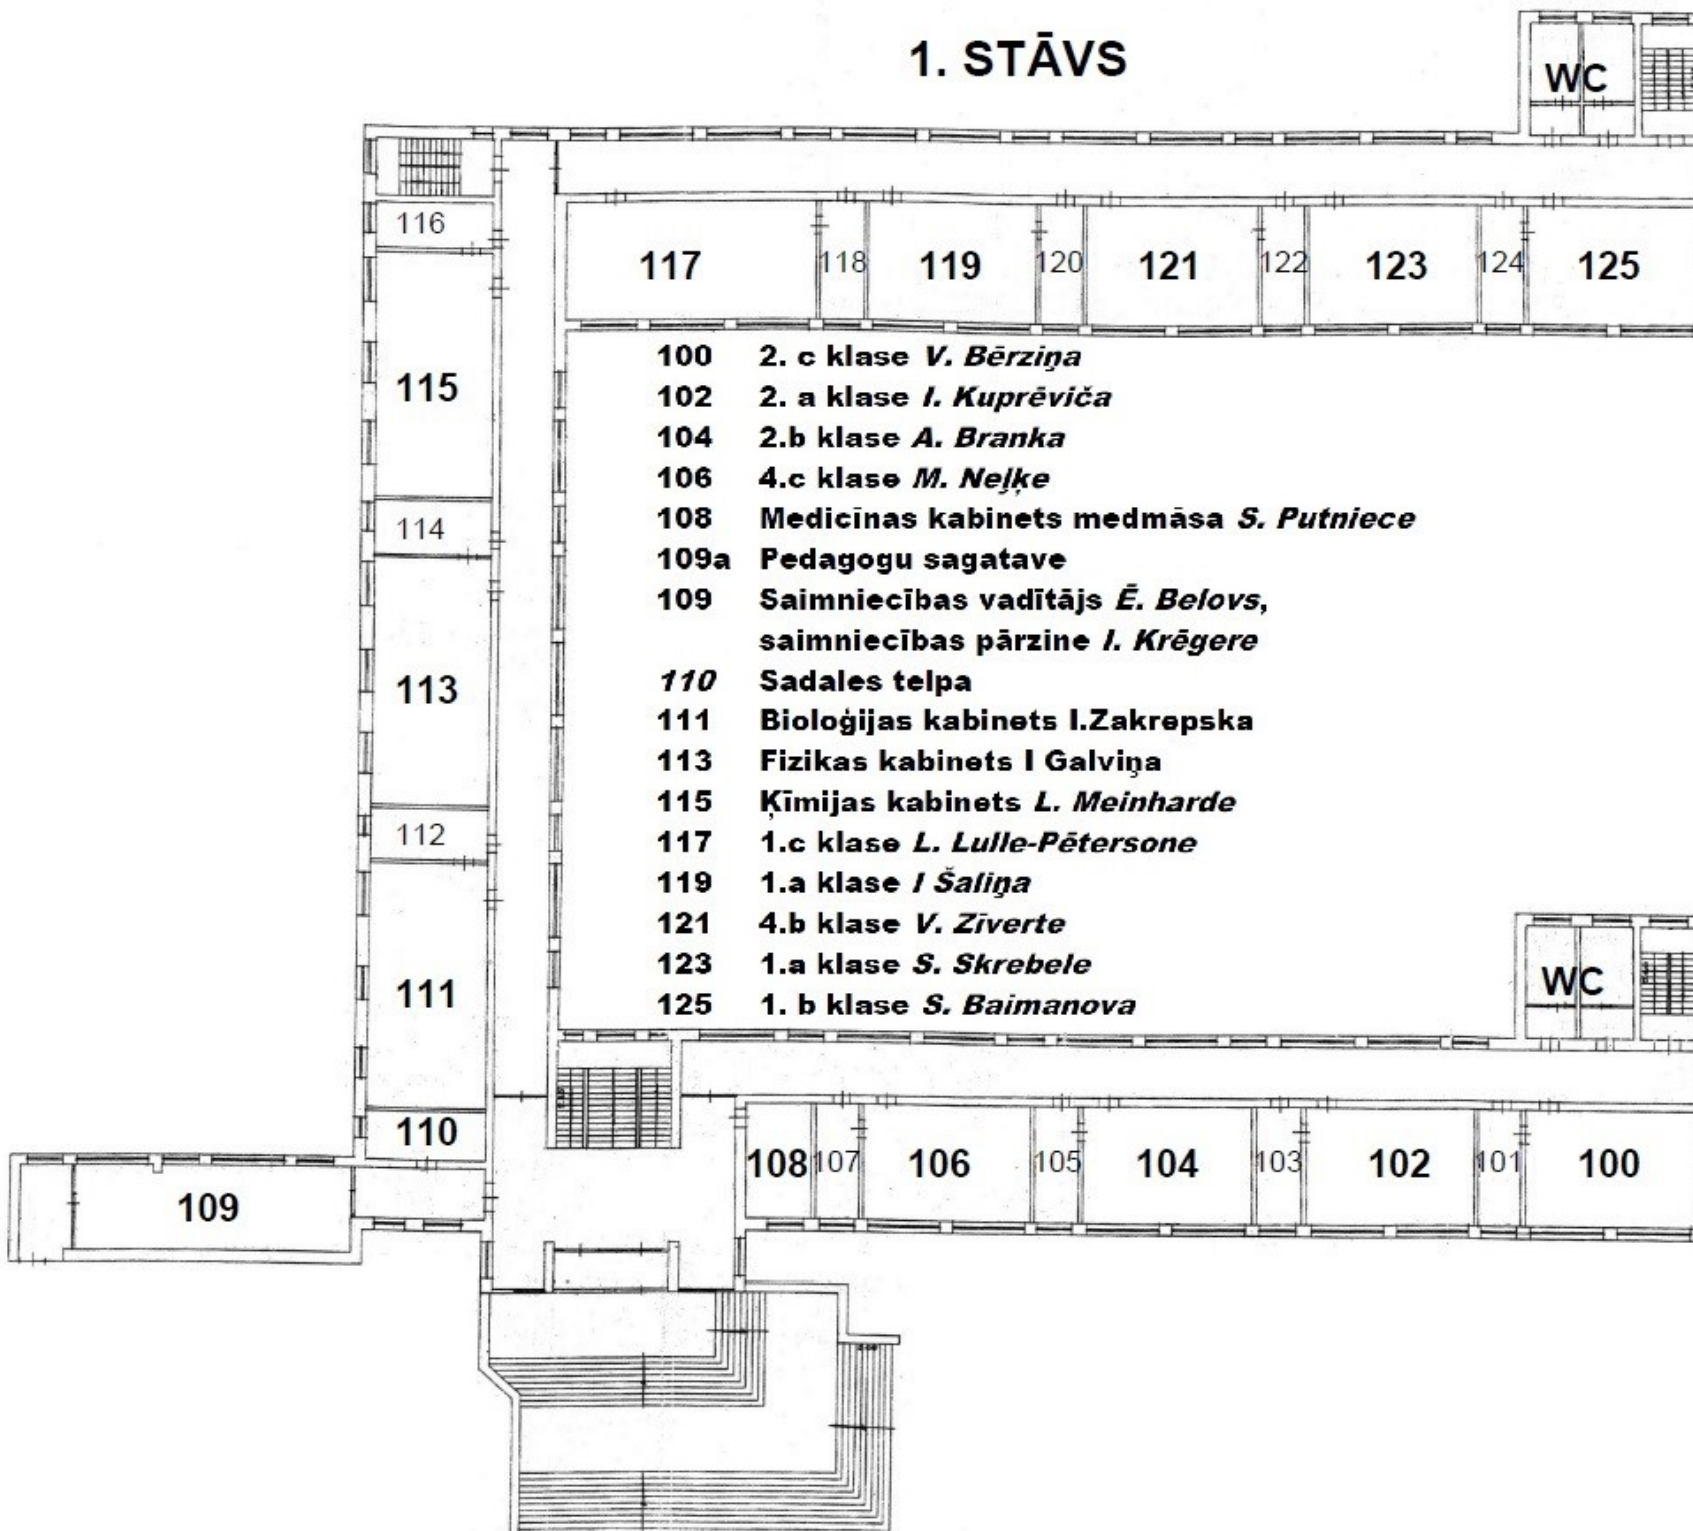 1. STĀVS
WC
116
117 118 119 120 121 122 123 124 125
115
114
113
112
111
110
109
100 2. c klase V. Bērziņa
102 2. a klase I. Kuprēviča
104 2.b klase A. Branka
106 4.c klase M. Neļķe
108 Medicīnas kabinets medmāsa S. Putniece
109a Pedagogu sagatave
109 Saimniecības vadītājs Ē. Belovs,
saimniecības pārzine I. Krēgere
110 Sadales telpa
111 Bioloģijas kabinets I.Zakrepska
113 Fizikas kabinets I Galviņa
115 Ķīmijas kabinets L. Meinharde
117 1.c klase L. Lulle-Pētersone
119 1.a klase I Šaliņa
121 4.b klase V. Zīverte
123 1.a klase S. Skrebele
125 1. b klase S. Baimanova
WC
108 107 106 105 104 103 102 101 100